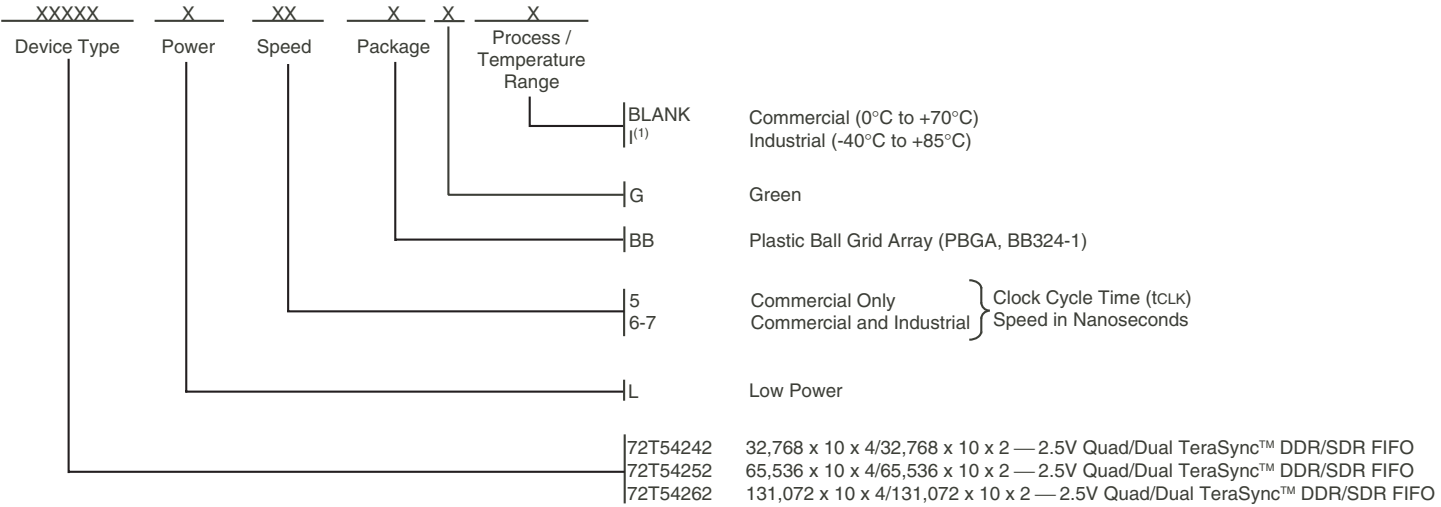 XXXXX X XX X X X
Device Type Power Speed Package Process /
Temperature
Range
BLANK Commercial (0°C to +70°C)
I(1) Industrial (-40°C to +85°C)
G Green
BB Plastic Ball Grid Array (PBGA, BB324-1)
5 Commercial Only Clock Cycle Time (tCLK)
6-7 Commercial and Industrial Speed in Nanoseconds
L Low Power
72T54242 32,768 x 10 x 4/32,768 x 10 x 2 — 2.5V Quad/Dual TeraSync™ DDR/SDR FIFO
72T54252 65,536 x 10 x 4/65,536 x 10 x 2 — 2.5V Quad/Dual TeraSync™ DDR/SDR FIFO
72T54262 131,072 x 10 x 4/131,072 x 10 x 2 — 2.5V Quad/Dual TeraSync™ DDR/SDR FIFO